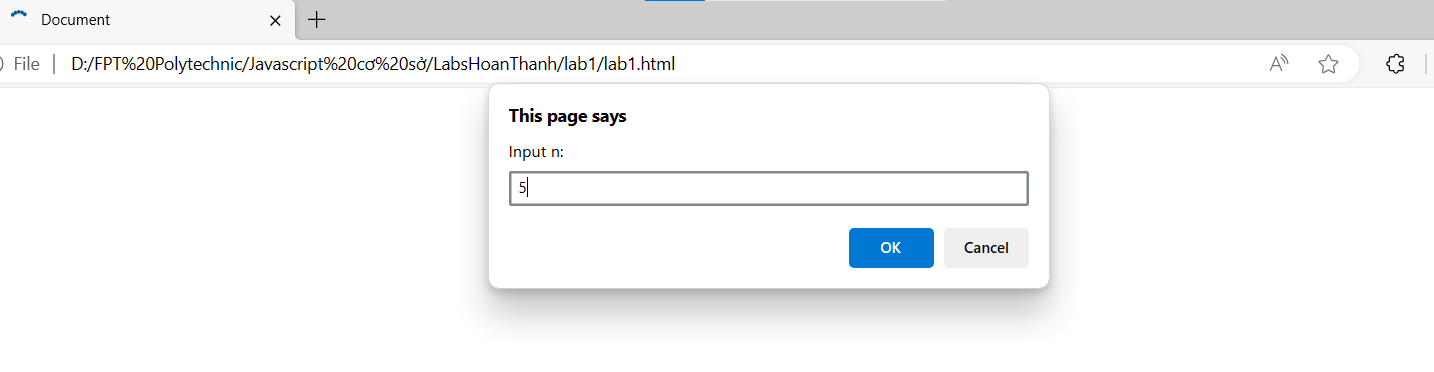 Document
File
D:/FPT%20Polytechnic/Javascript%20cơ%20sở/LabsHoanThanh/lab1/lab1.html
This page says
Input n:
5
OK
Cancel